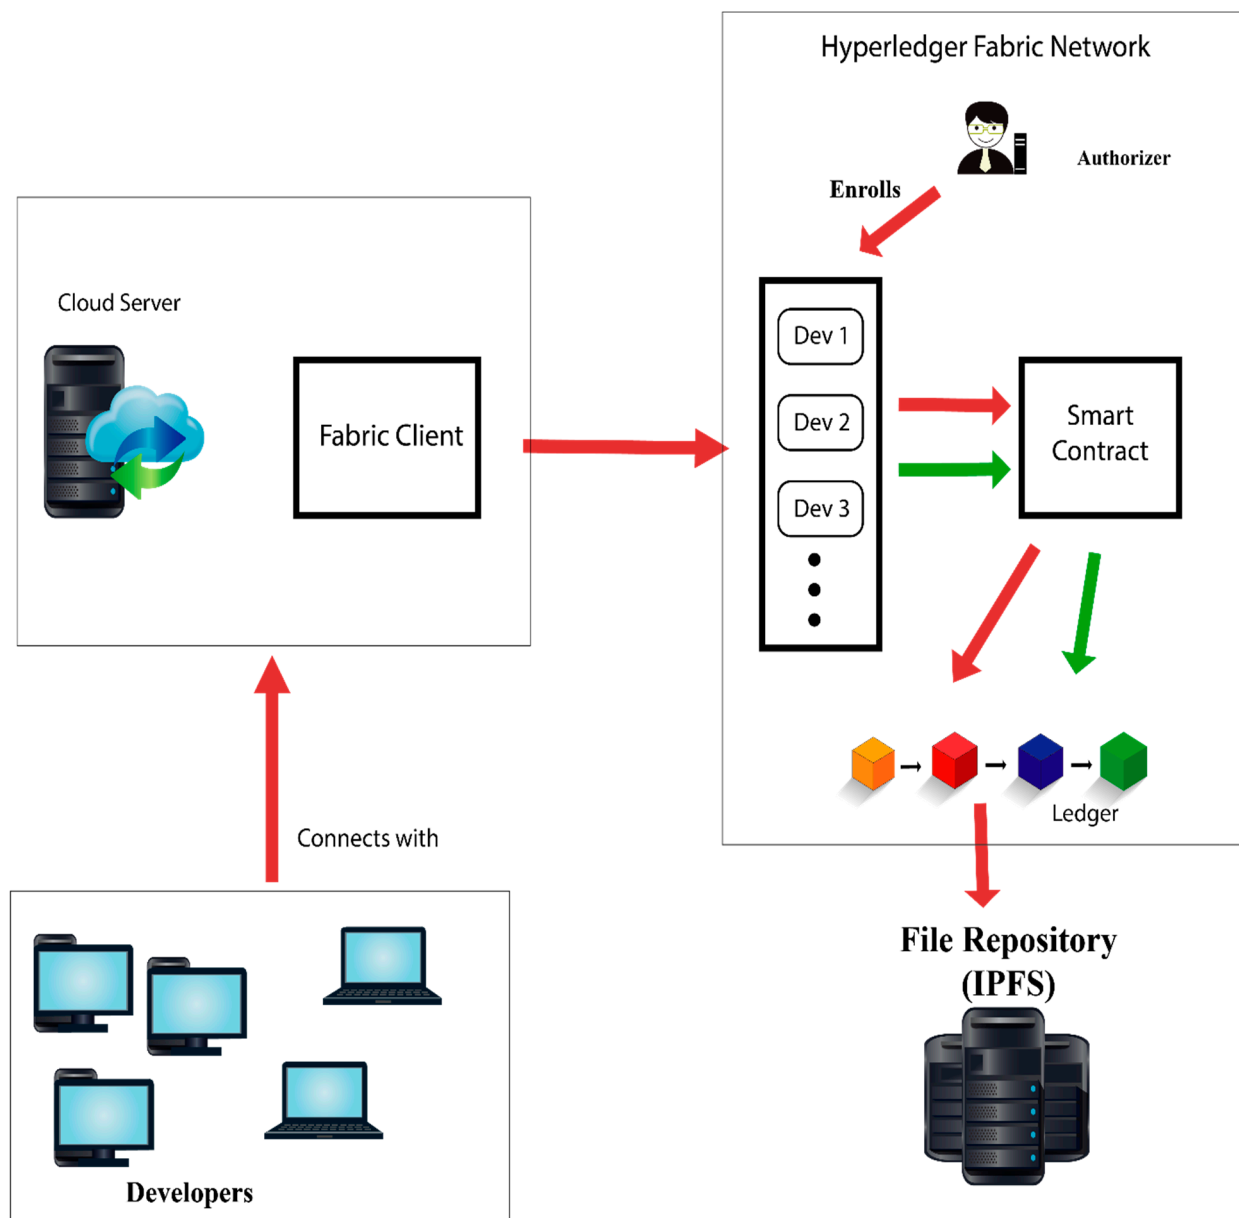 Hyperledger Fabric Network
Authorizer
Enrolls
Cloud Server
Fabric Client
Dev 1
Dev 2
Dev 3
Smart
Contract
Ledger
Connects with
Developers
File Repository
(IPFS)